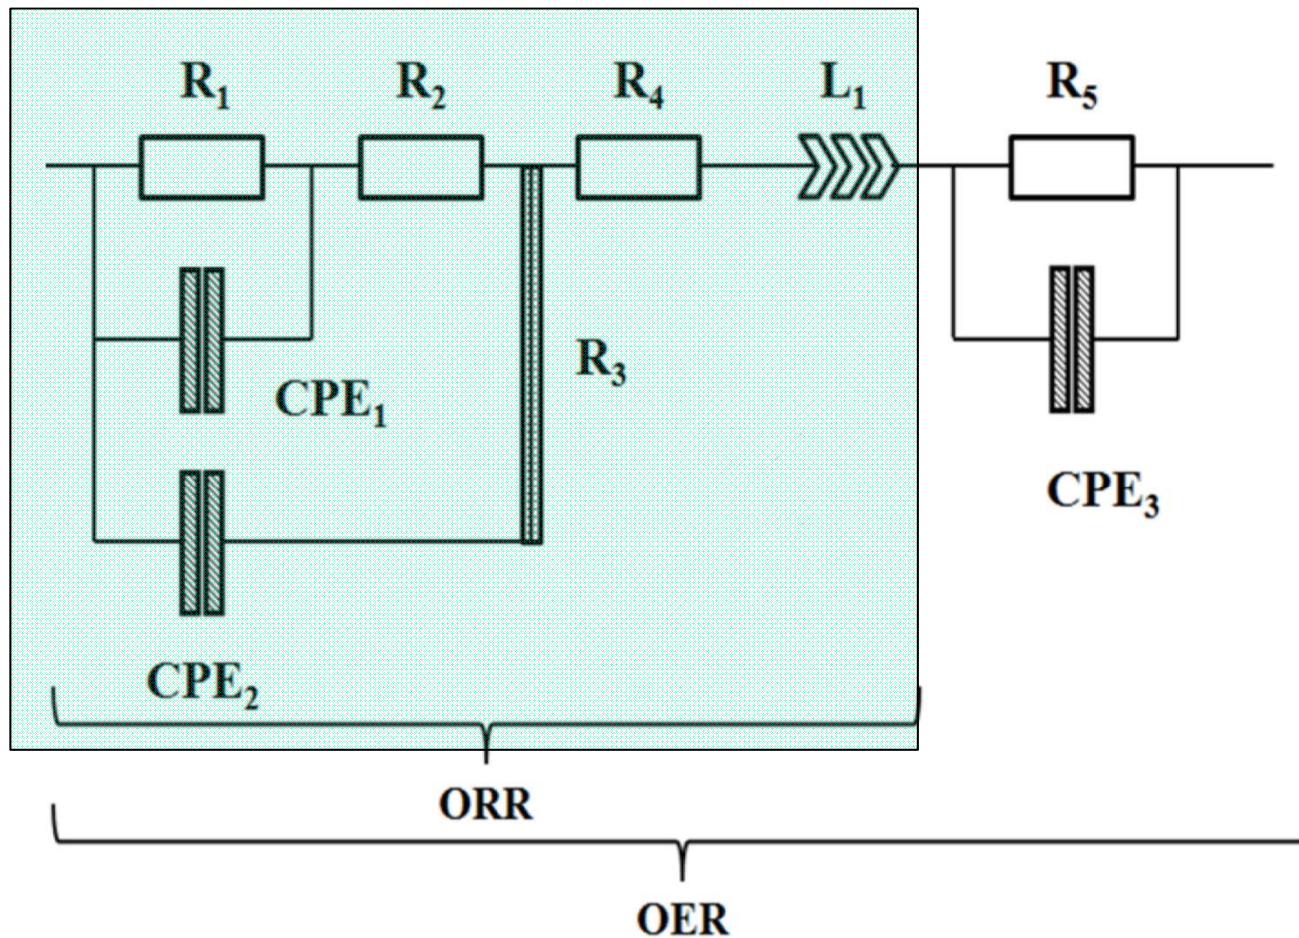 R₁ R₂ R₄ L₁ R₅
R₃
CPE₁
CPE₃
CPE₂
ORR
OER